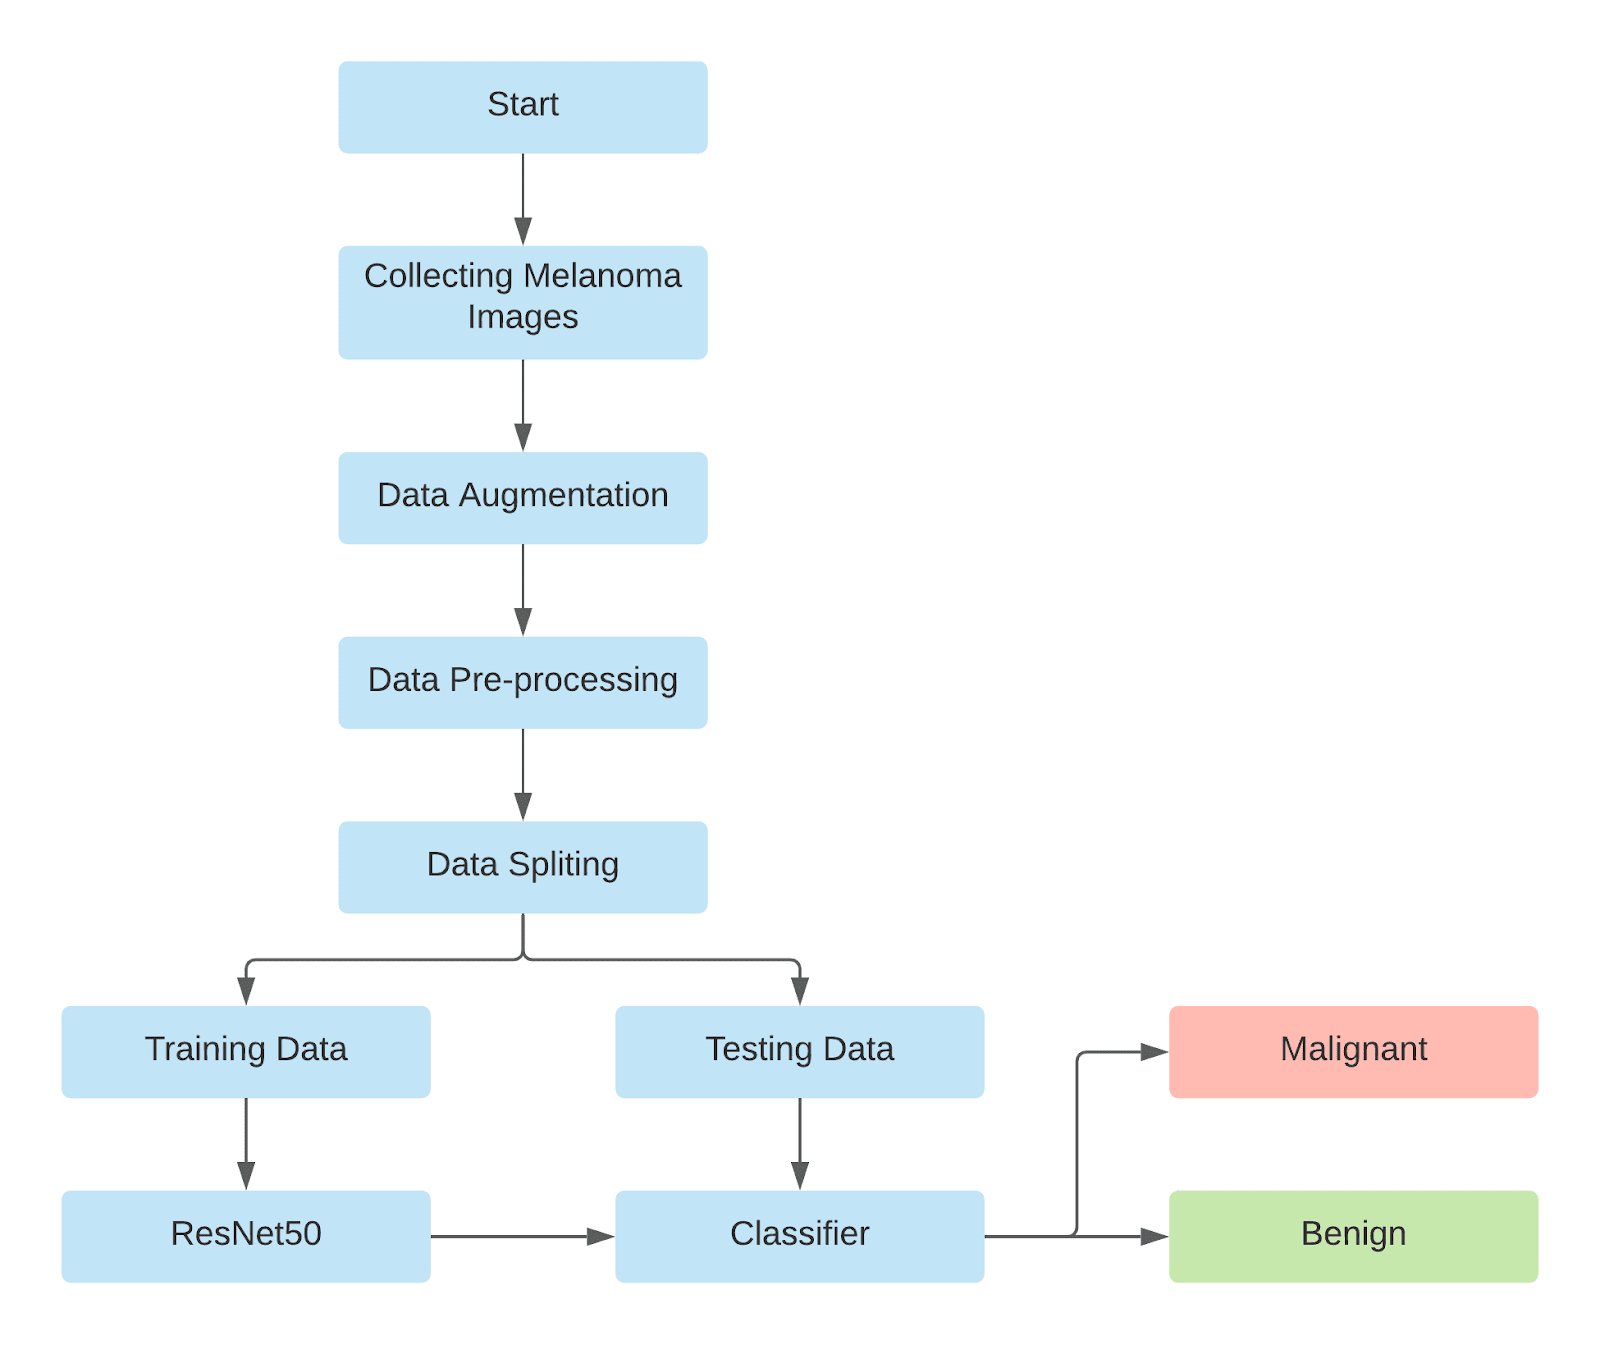 Start
Collecting Melanoma
Images
Data Augmentation
Data Pre-processing
Data Spliting
Training Data
Testing Data
Malignant
ResNet50
Classifier
Benign